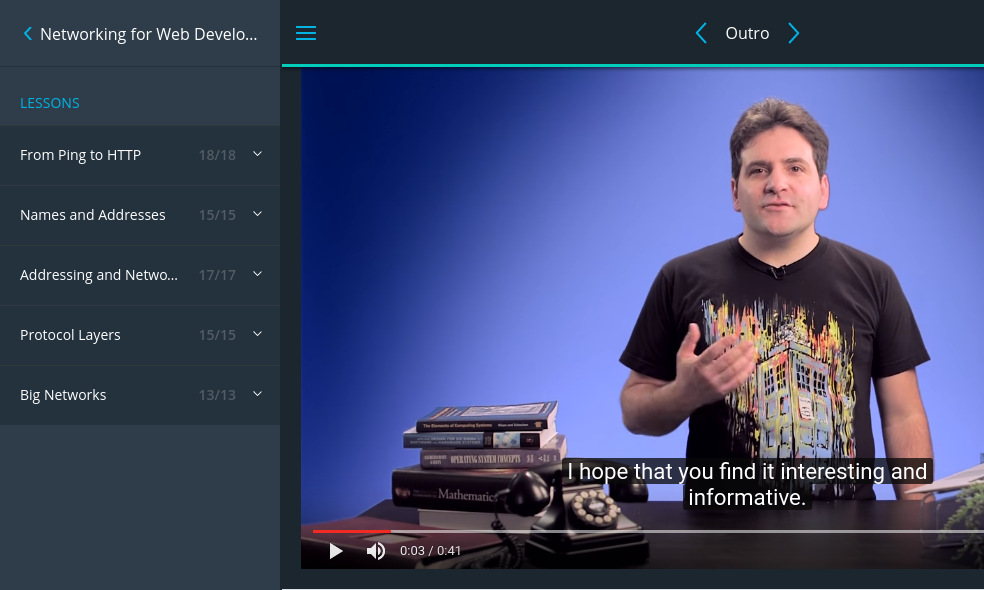 Networking for Web Develo...
Outro
LESSONS
From Ping to HTTP 18/18
Names and Addresses 15/15
Addressing and Netwo... 17/17
Protocol Layers 15/15
Big Networks 13/13
The Elements of Computing Systems
OPERATING SYSTEM CONCEPTS
Mathematics
I hope that you find it interesting and
informative.
0:03 / 0:41